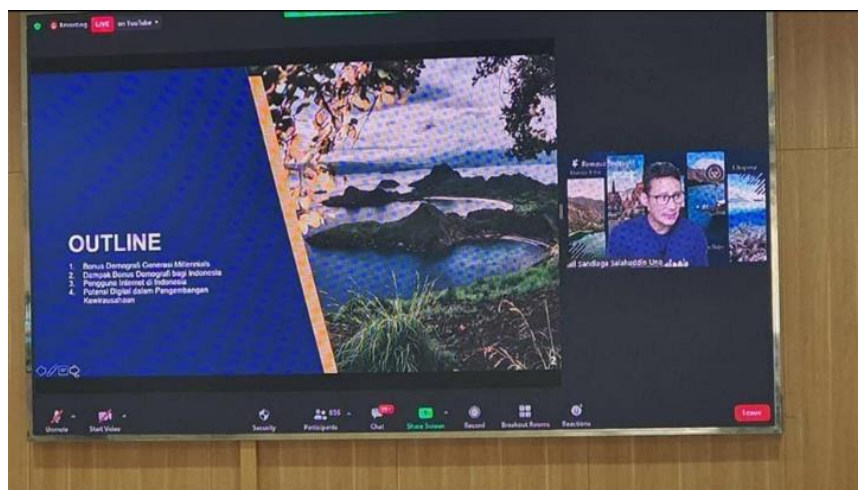 Recording LIVE on YouTube
OUTLINE
1. Bonus Demografi Generasi Millennials
2. Dampak Bonus Demografi bagi Indonesia
3. Pengguna Internet di Indonesia
4. Potensi Digital dalam Pengembangan
Kewirausahaan
2
Sandiaga Salahuddin Uno
Unmute
Start Video
Security
856
Participants
Chat
Share Screen
Record
Breakout Rooms
Reactions
Leave